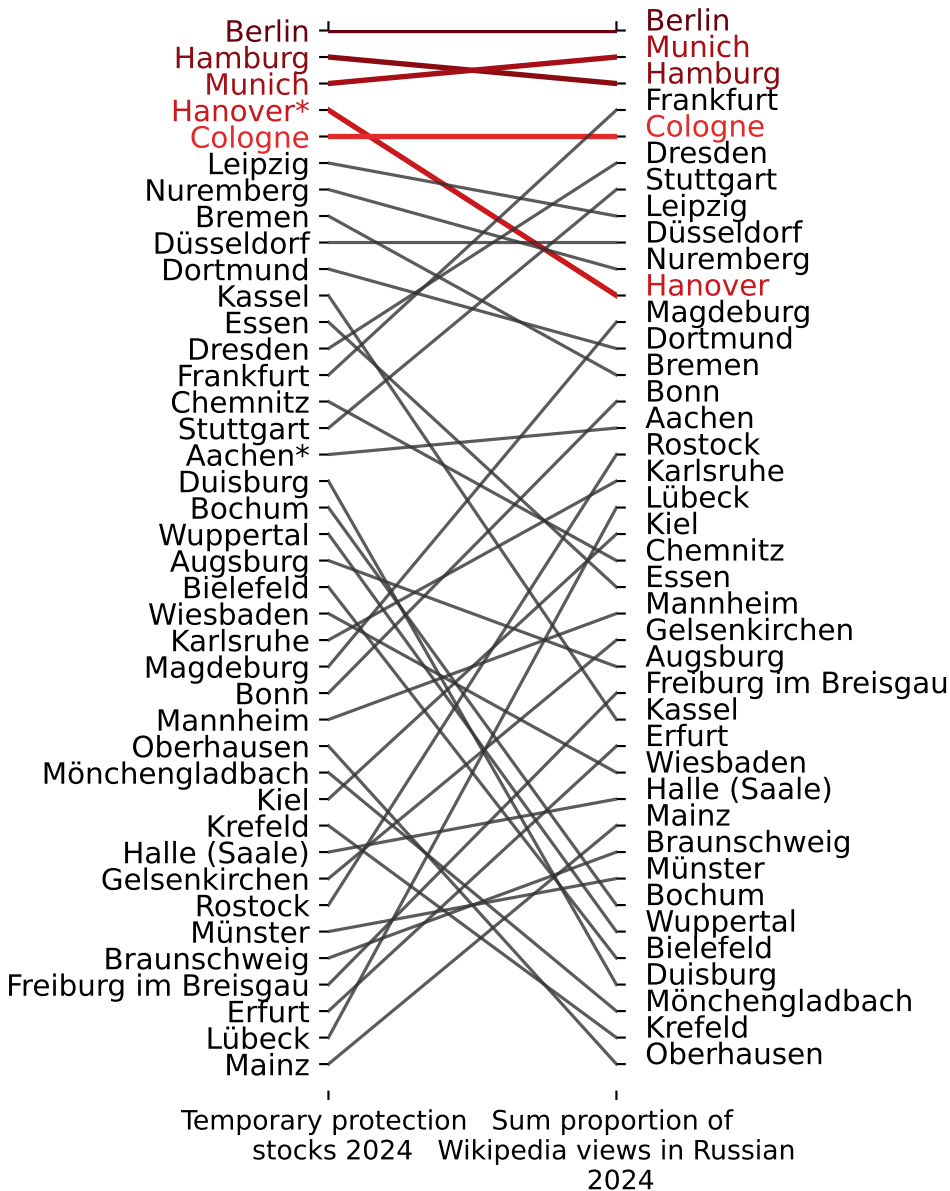 Berlin
Hamburg
Munich
Hanover*
Cologne
Leipzig
Nuremberg
Bremen
Düsseldorf
Dortmund
Kassel
Essen
Dresden
Frankfurt
Chemnitz
Stuttgart
Aachen*
Duisburg
Bochum
Wuppertal
Augsburg
Bielefeld
Wiesbaden
Karlsruhe
Magdeburg
Bonn
Mannheim
Oberhausen
Mönchengladbach
Kiel
Krefeld
Halle (Saale)
Gelsenkirchen
Rostock
Münster
Braunschweig
Freiburg im Breisgau
Erfurt
Lübeck
Mainz
Berlin
Munich
Hamburg
Frankfurt
Cologne
Dresden
Stuttgart
Leipzig
Düsseldorf
Nuremberg
Hanover
Magdeburg
Dortmund
Bremen
Bonn
Aachen
Rostock
Karlsruhe
Lübeck
Kiel
Chemnitz
Essen
Mannheim
Gelsenkirchen
Augsburg
Freiburg im Breisgau
Kassel
Erfurt
Wiesbaden
Halle (Saale)
Mainz
Braunschweig
Münster
Bochum
Wuppertal
Bielefeld
Duisburg
Mönchengladbach
Krefeld
Oberhausen
Temporary protection
stocks 2024
Sum proportion of
Wikipedia views in Russian
2024